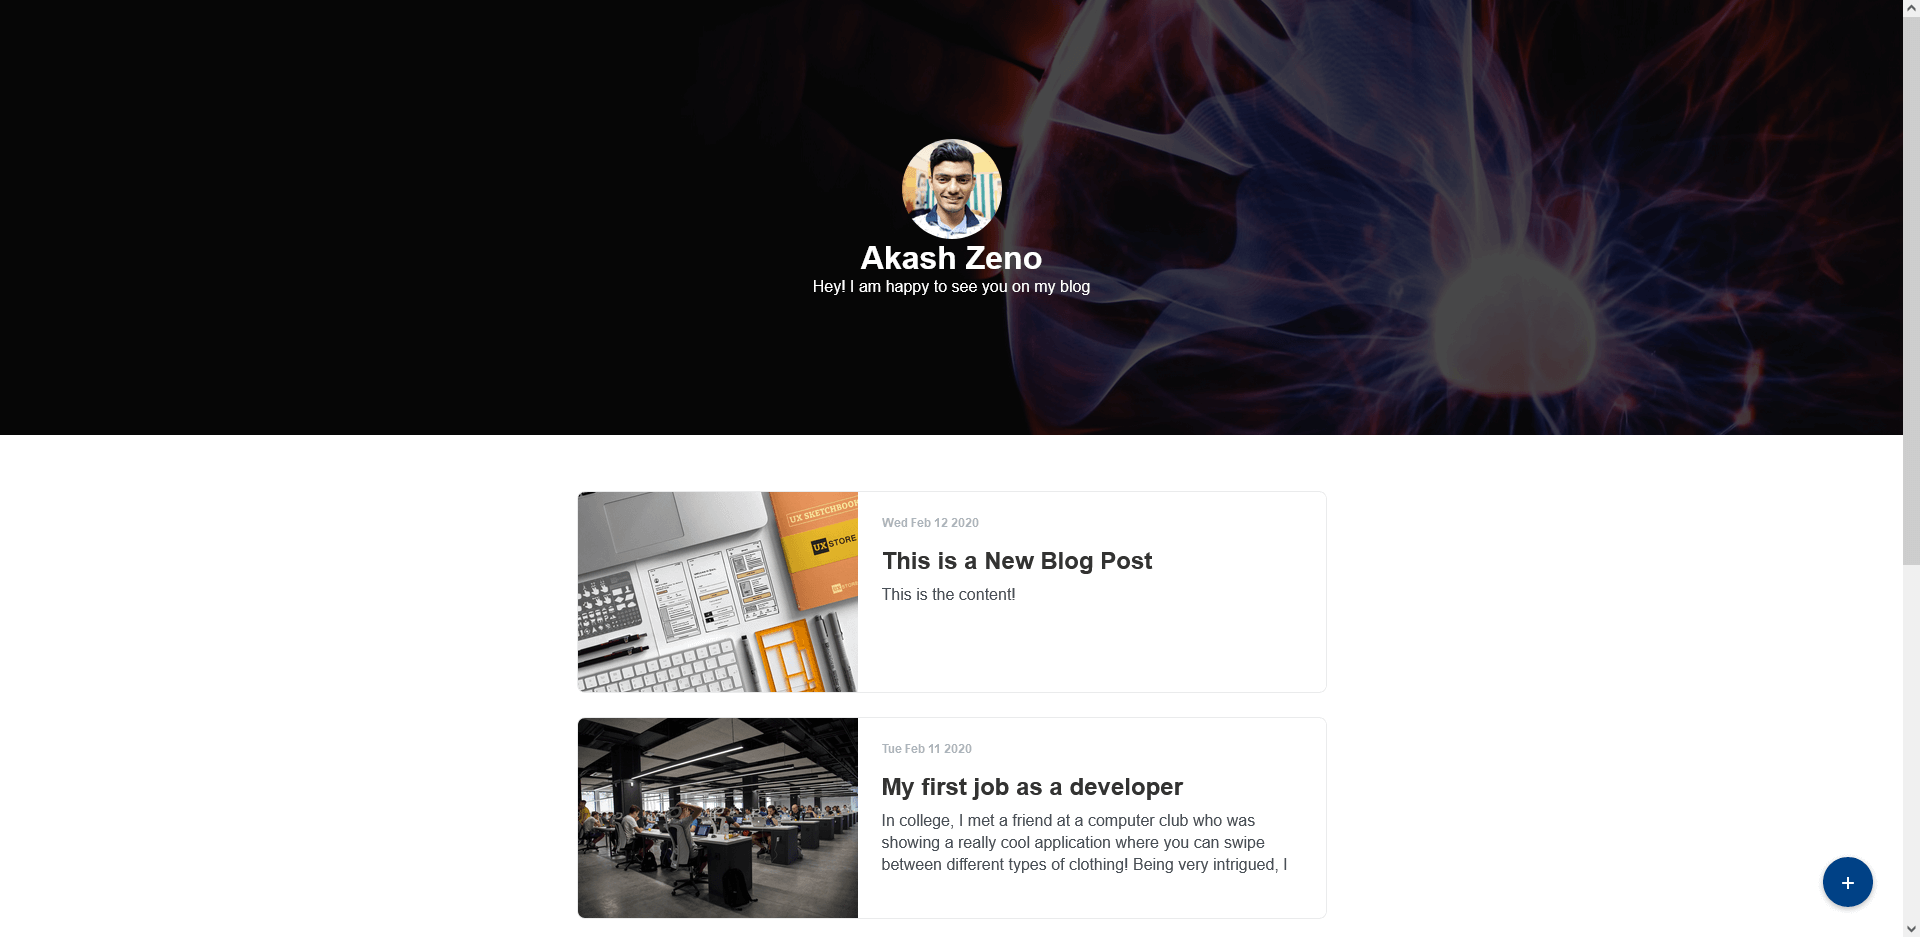 Akash Zeno
Hey! I am happy to see you on my blog
UX SKETCHBOOK
UX STORE
Wed Feb 12 2020
This is a New Blog Post
This is the content!
Tue Feb 11 2020
My first job as a developer
In college, I met a friend at a computer club who was
showing a really cool application where you can swipe
between different types of clothing! Being very intrigued, I
+